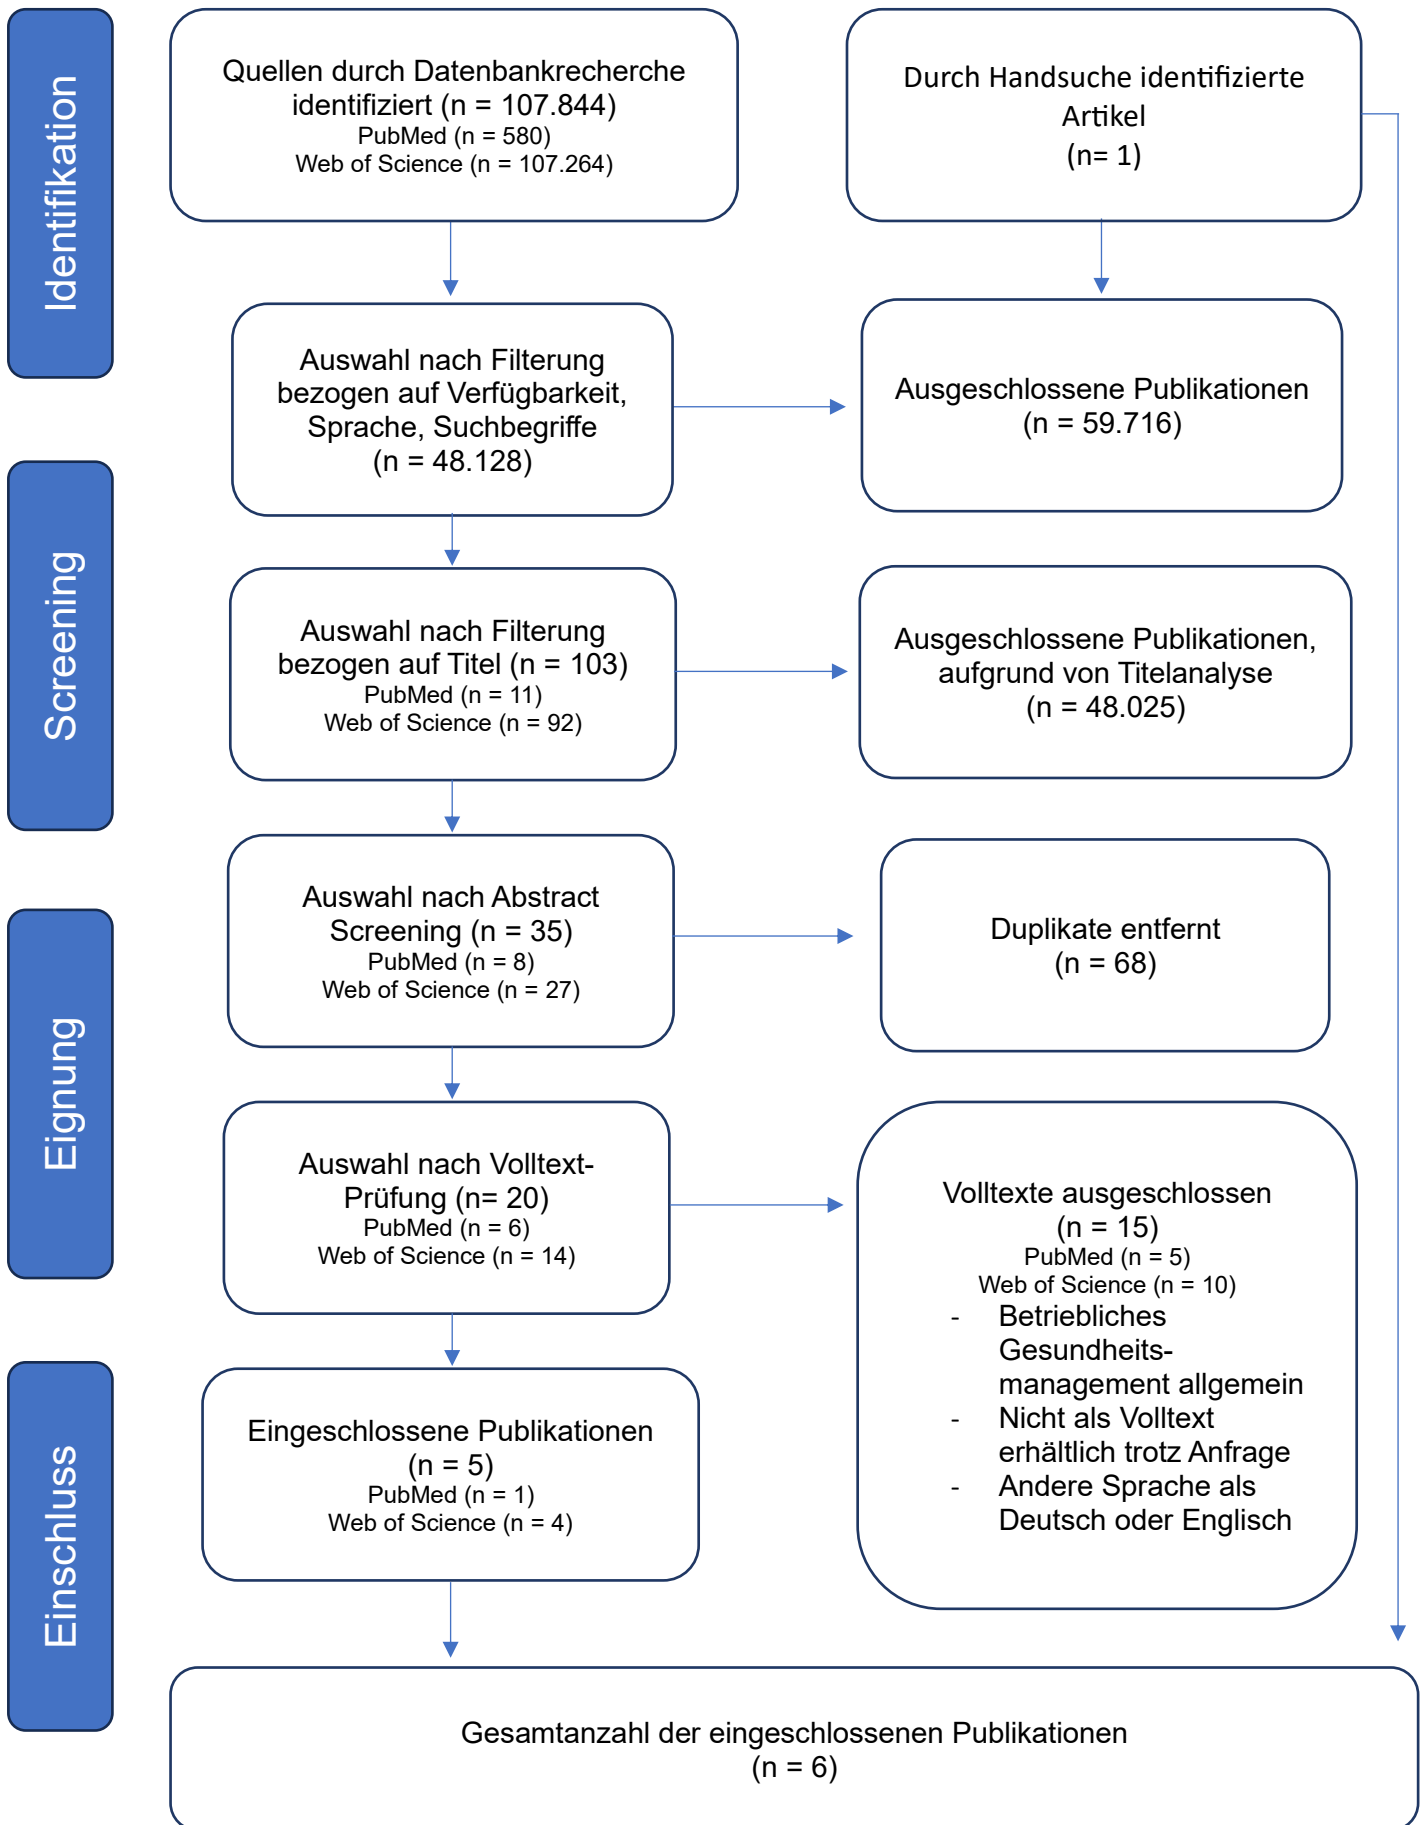 Identifikation
Quellen durch Datenbankrecherche
identifiziert (n = 107.844)
PubMed (n = 580)
Web of Science (n = 107.264)
Durch Handsuche identifizierte
Artikel
(n= 1)
Auswahl nach Filterung
bezogen auf Verfügbarkeit,
Sprache, Suchbegriffe
(n = 48.128)
Ausgeschlossene Publikationen
(n = 59.716)
Screening
Auswahl nach Filterung
bezogen auf Titel (n = 103)
PubMed (n = 11)
Web of Science (n = 92)
Ausgeschlossene Publikationen,
aufgrund von Titelanalyse
(n = 48.025)
Auswahl nach Abstract
Screening (n = 35)
PubMed (n = 8)
Web of Science (n = 27)
Duplikate entfernt
(n = 68)
Eignung
Auswahl nach Volltext-
Prüfung (n= 20)
PubMed (n = 6)
Web of Science (n = 14)
Volltexte ausgeschlossen
(n = 15)
PubMed (n = 5)
Web of Science (n = 10)
- Betriebliches
Gesundheits-
management allgemein
- Nicht als Volltext
erhältlich trotz Anfrage
- Andere Sprache als
Deutsch oder Englisch
Einschluss
Eingeschlossene Publikationen
(n = 5)
PubMed (n = 1)
Web of Science (n = 4)
Gesamtanzahl der eingeschlossenen Publikationen
(n = 6)